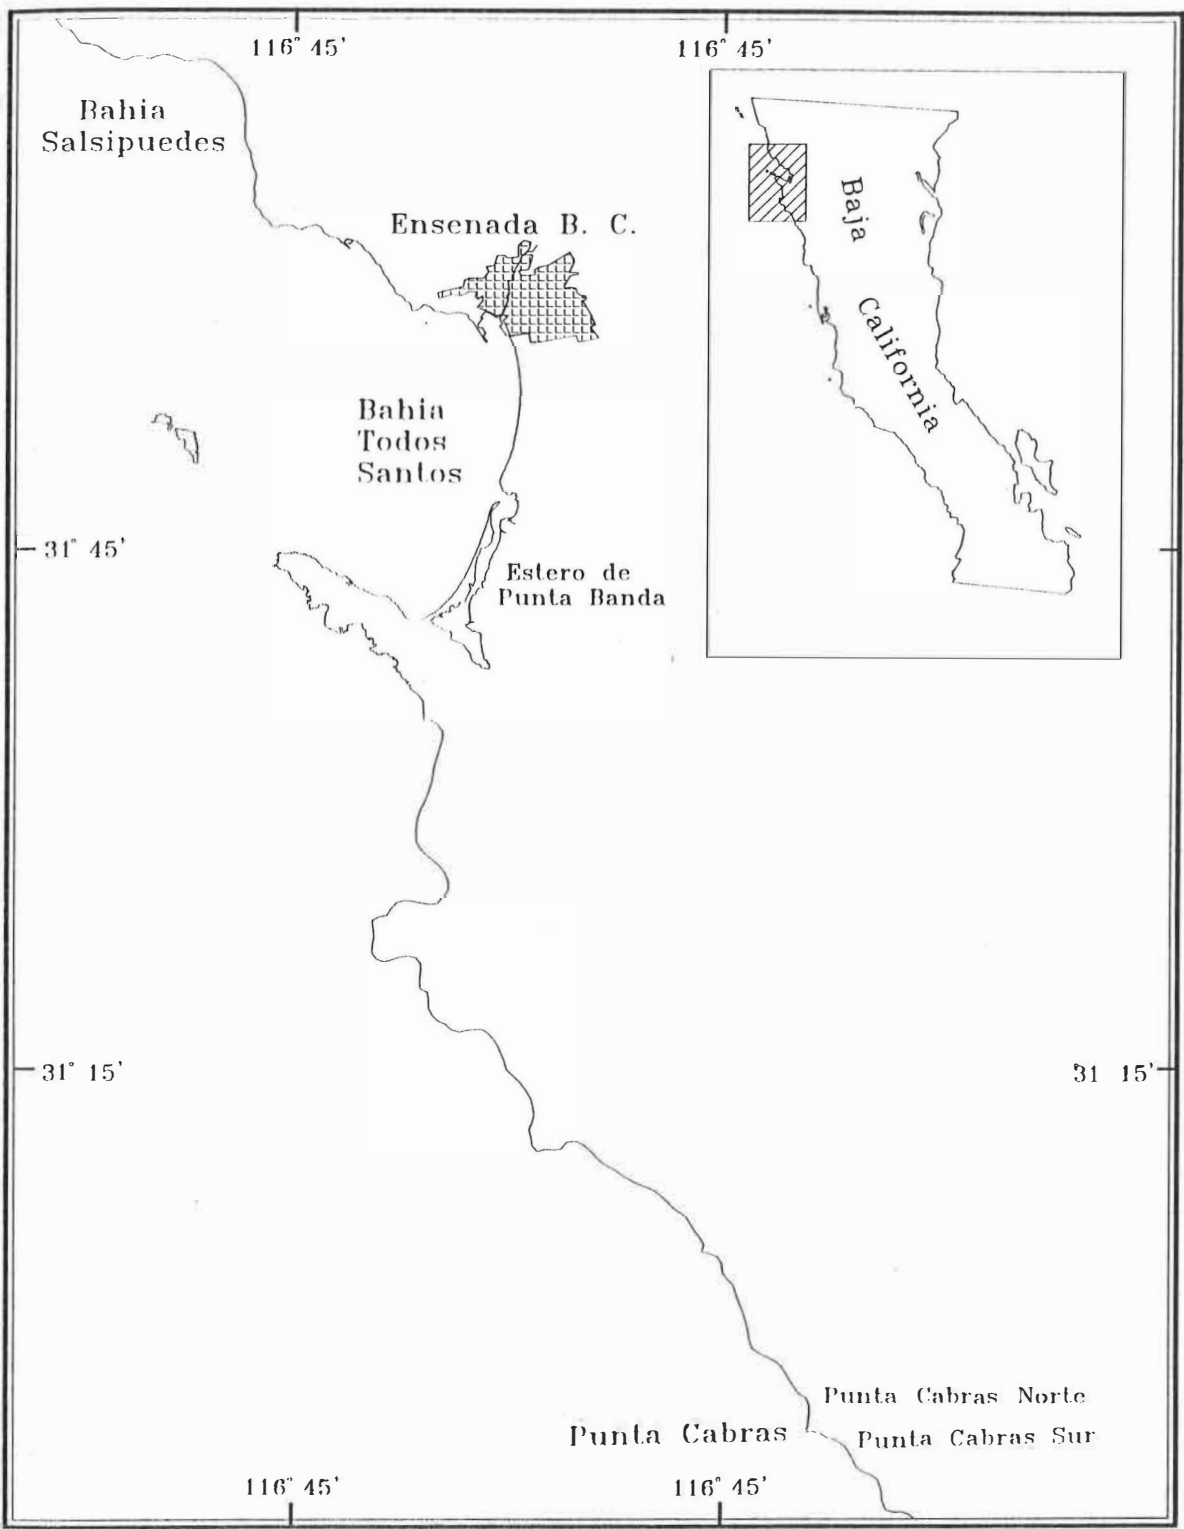 116° 45'
116° 45'
Bahia
Salsipuedes
Ensenada B. C.
Baja
California
Bahia
Todos
Santos
31° 45'
Estero de
Punta Banda
31° 15'
31 15'
Punta Cabras Norte
Punta Cabras
Punta Cabras Sur
116° 45'
116° 45'